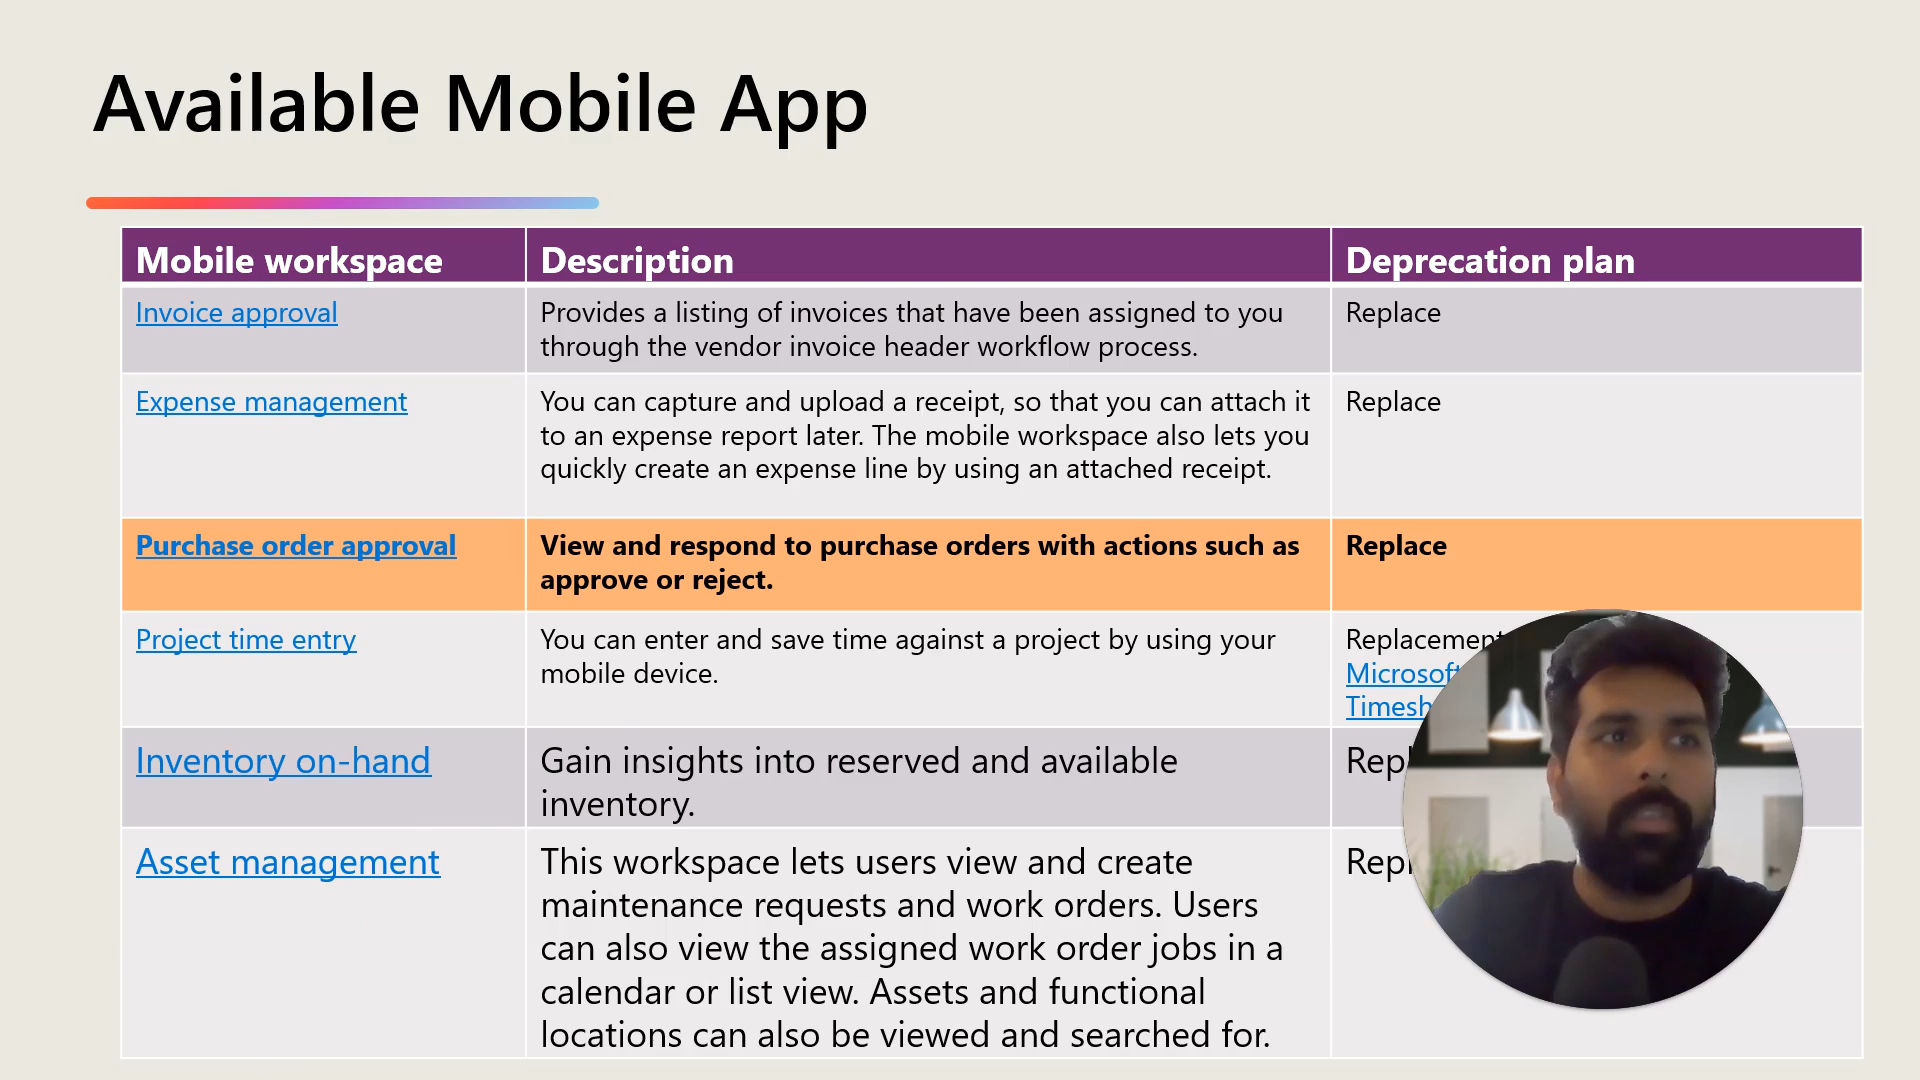 Available Mobile App
Mobile workspace
Description
Deprecation plan
Invoice approval
Provides a listing of invoices that have been assigned to you
through the vendor invoice header workflow process.
Replace
Expense management
You can capture and upload a receipt, so that you can attach it
to an expense report later. The mobile workspace also lets you
quickly create an expense line by using an attached receipt.
Replace
Purchase order approval
View and respond to purchase orders with actions such as
approve or reject.
Replace
Project time entry
You can enter and save time against a project by using your
mobile device.
Replacement
Microsoft
Inventory on-hand
Gain insights into reserved and available
inventory.
Asset management
This workspace lets users view and create
maintenance requests and work orders. Users
can also view the assigned work order jobs in a
calendar or list view. Assets and functional
locations can also be viewed and searched for.